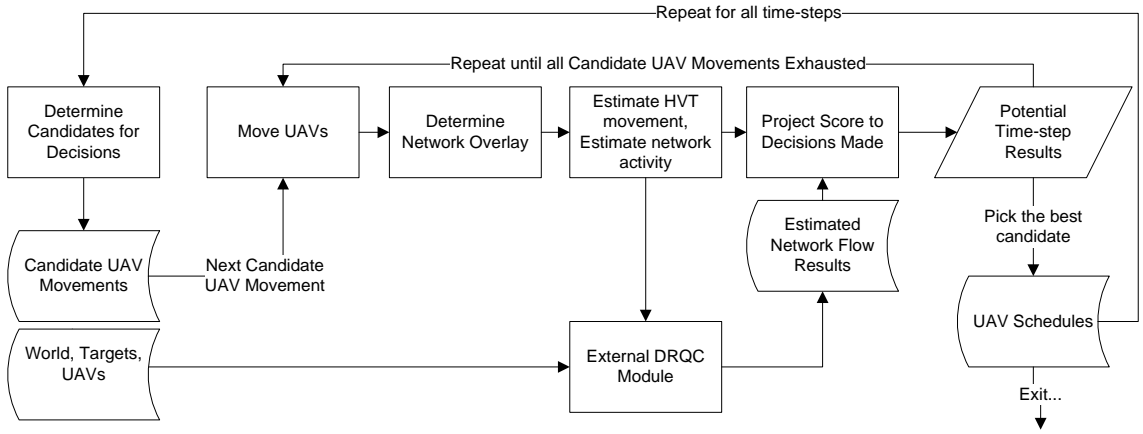 Repeat for all time-steps
Repeat until all Candidate UAV Movements Exhausted
Determine
Candidates for
Decisions
Move UAVs
Determine
Network Overlay
Estimate HVT
movement,
Estimate network
activity
Project Score to
Decisions Made
Potential
Time-step
Results
Candidate UAV
Movements
Next Candidate
UAV Movement
Estimated
Network Flow
Results
Pick the best
candidate
World, Targets,
UAVs
External DRQC
Module
UAV Schedules
Exit...